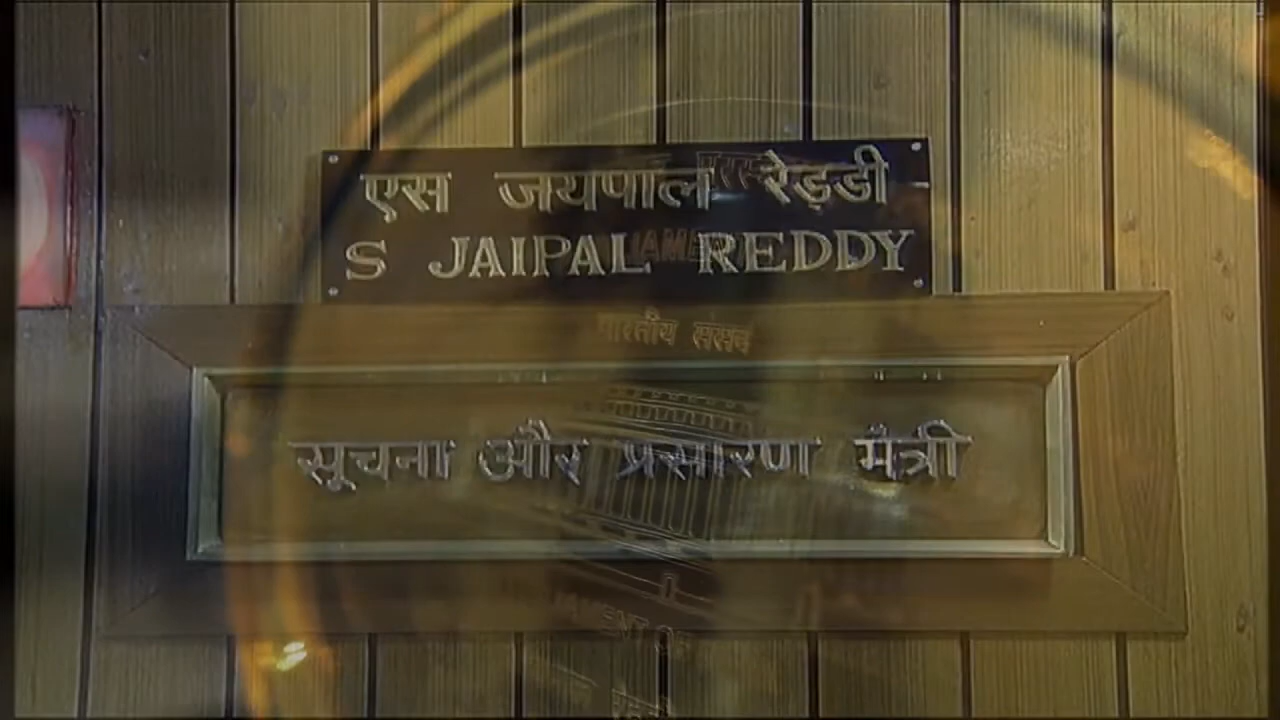 एस जयपाल रेड्डी
S JAIPAL REDDY
भारतीय संसद
सूचना और प्रसारण मंत्री